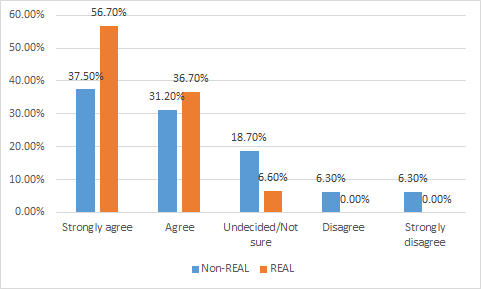 60.00%
50.00%
40.00%
30.00%
20.00%
10.00%
0.00%
37.50%
56.70%
31.20%
36.70%
18.70%
6.60%
6.30%
0.00%
6.30%
0.00%
Strongly agree
Agree
Undecided/Not
sure
Disagree
Strongly
disagree
Non-REAL
REAL